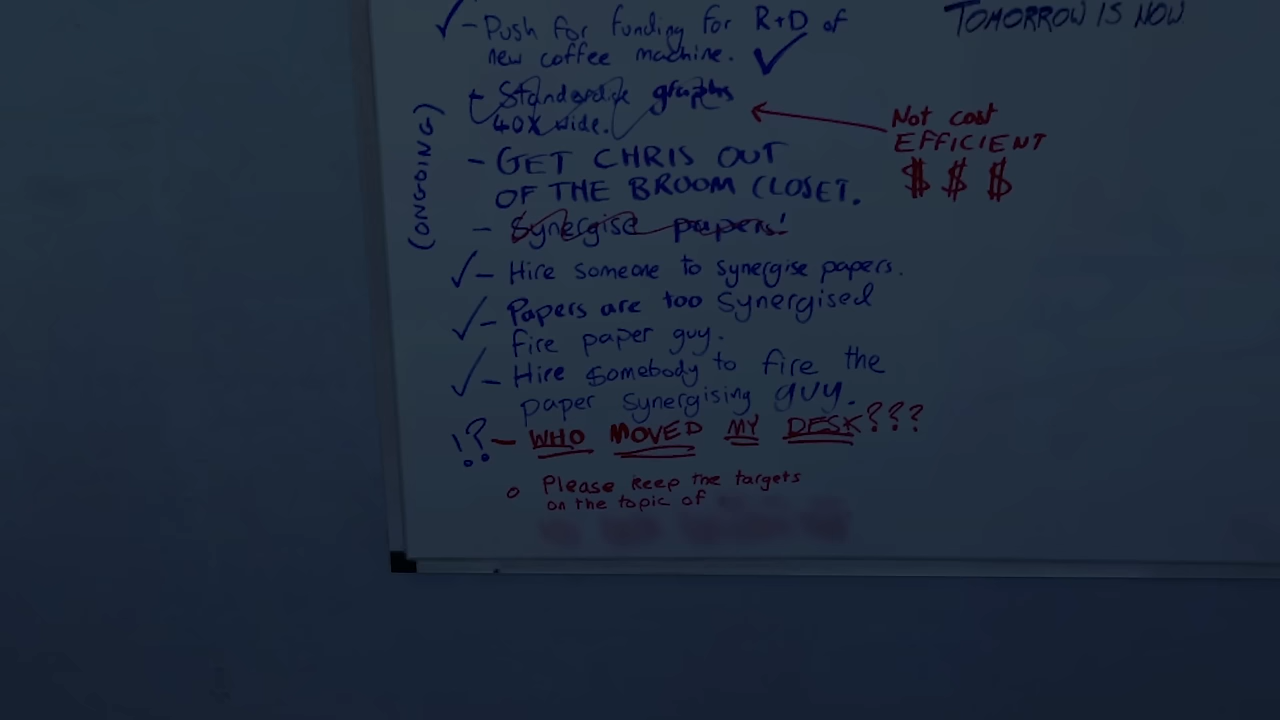 ✓ - Push for funding for R+D of
new coffee machine. ✓
TOMORROW IS NOW
- Standardise graphs
40X wide.
Not cost
EFFICIENT
$ $ $
(ONGOING)
- GET CHRIS OUT
OF THE BROOM CLOSET.
- Synergise papers!
✓ - Hire someone to synergise papers.
✓ - Papers are too Synergised
fire paper guy.
✓ - Hire somebody to fire the
paper synergising guy.
!? - WHO MOVED MY DESK???
o Please keep the targets
on the topic of